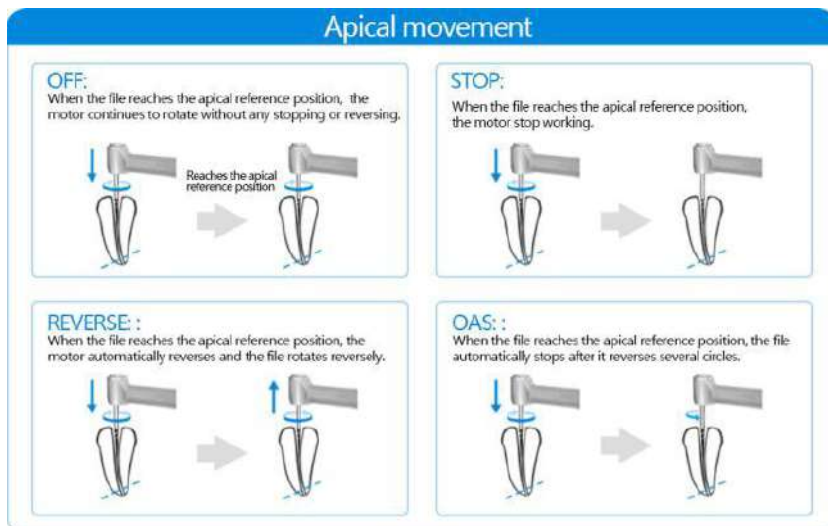 Apical movement
OFF:
When the file reaches the apical reference position, the
motor continues to rotate without any stopping or reversing.
Reaches the apical
reference position
STOP:
When the file reaches the apical reference position,
the motor stop working.
REVERSE: :
When the file reaches the apical reference position, the
motor automatically reverses and the file rotates reversely.
OAS: :
When the file reaches the apical reference position, the file
automatically stops after it reverses several circles.